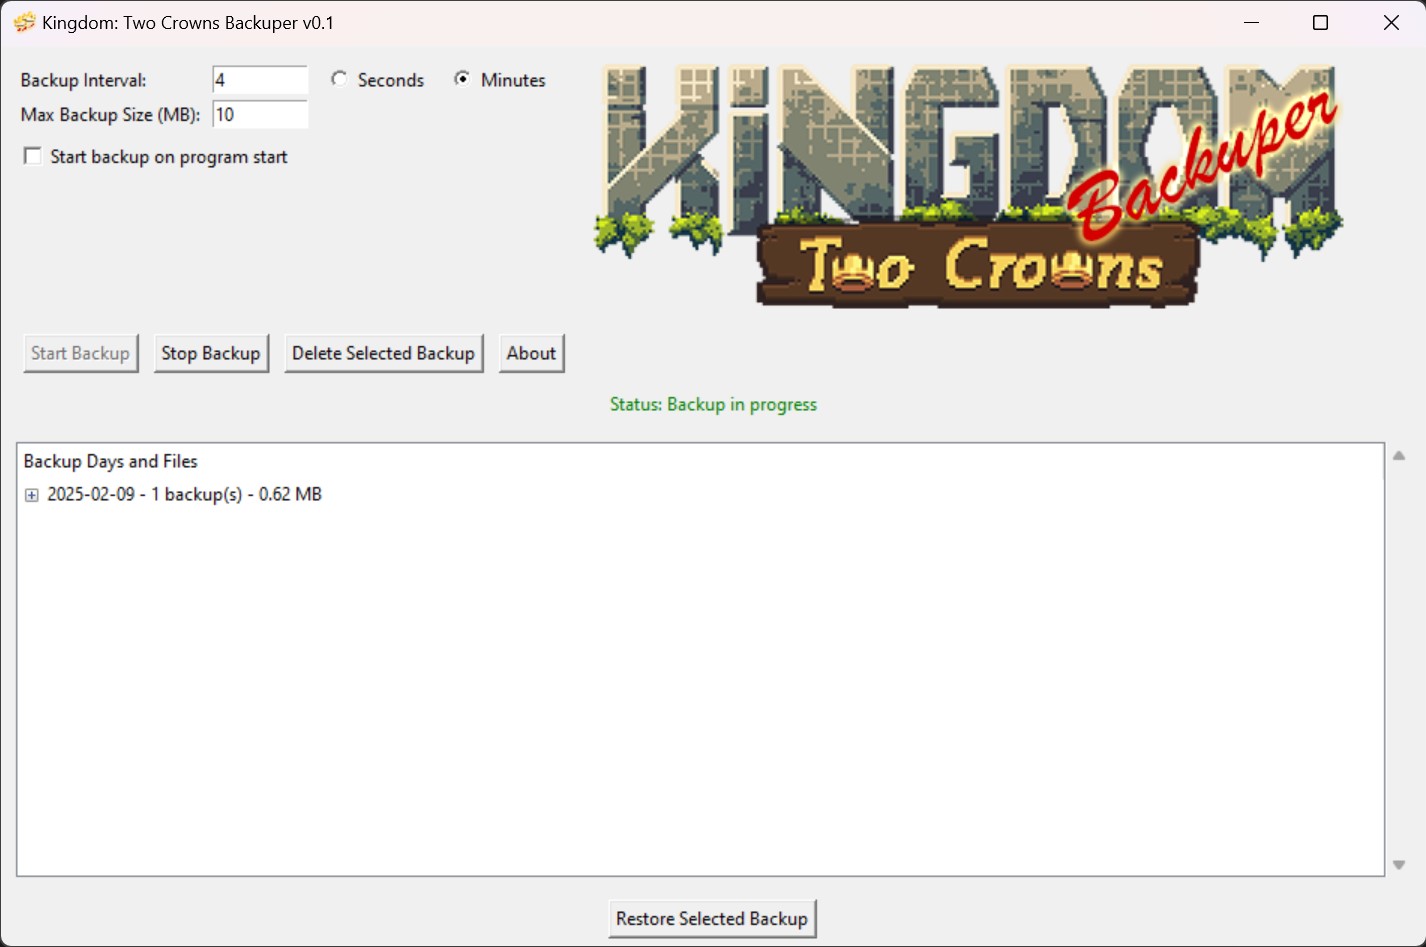 Kingdom: Two Crowns Backuper v0.1
Backup Interval: 4 Seconds Minutes
Max Backup Size (MB): 10
Start backup on program start
KINGDOM
Backuper
Two Crowns
Start Backup Stop Backup Delete Selected Backup About
Status: Backup in progress
Backup Days and Files
2025-02-09 - 1 backup(s) - 0.62 MB
Restore Selected Backup